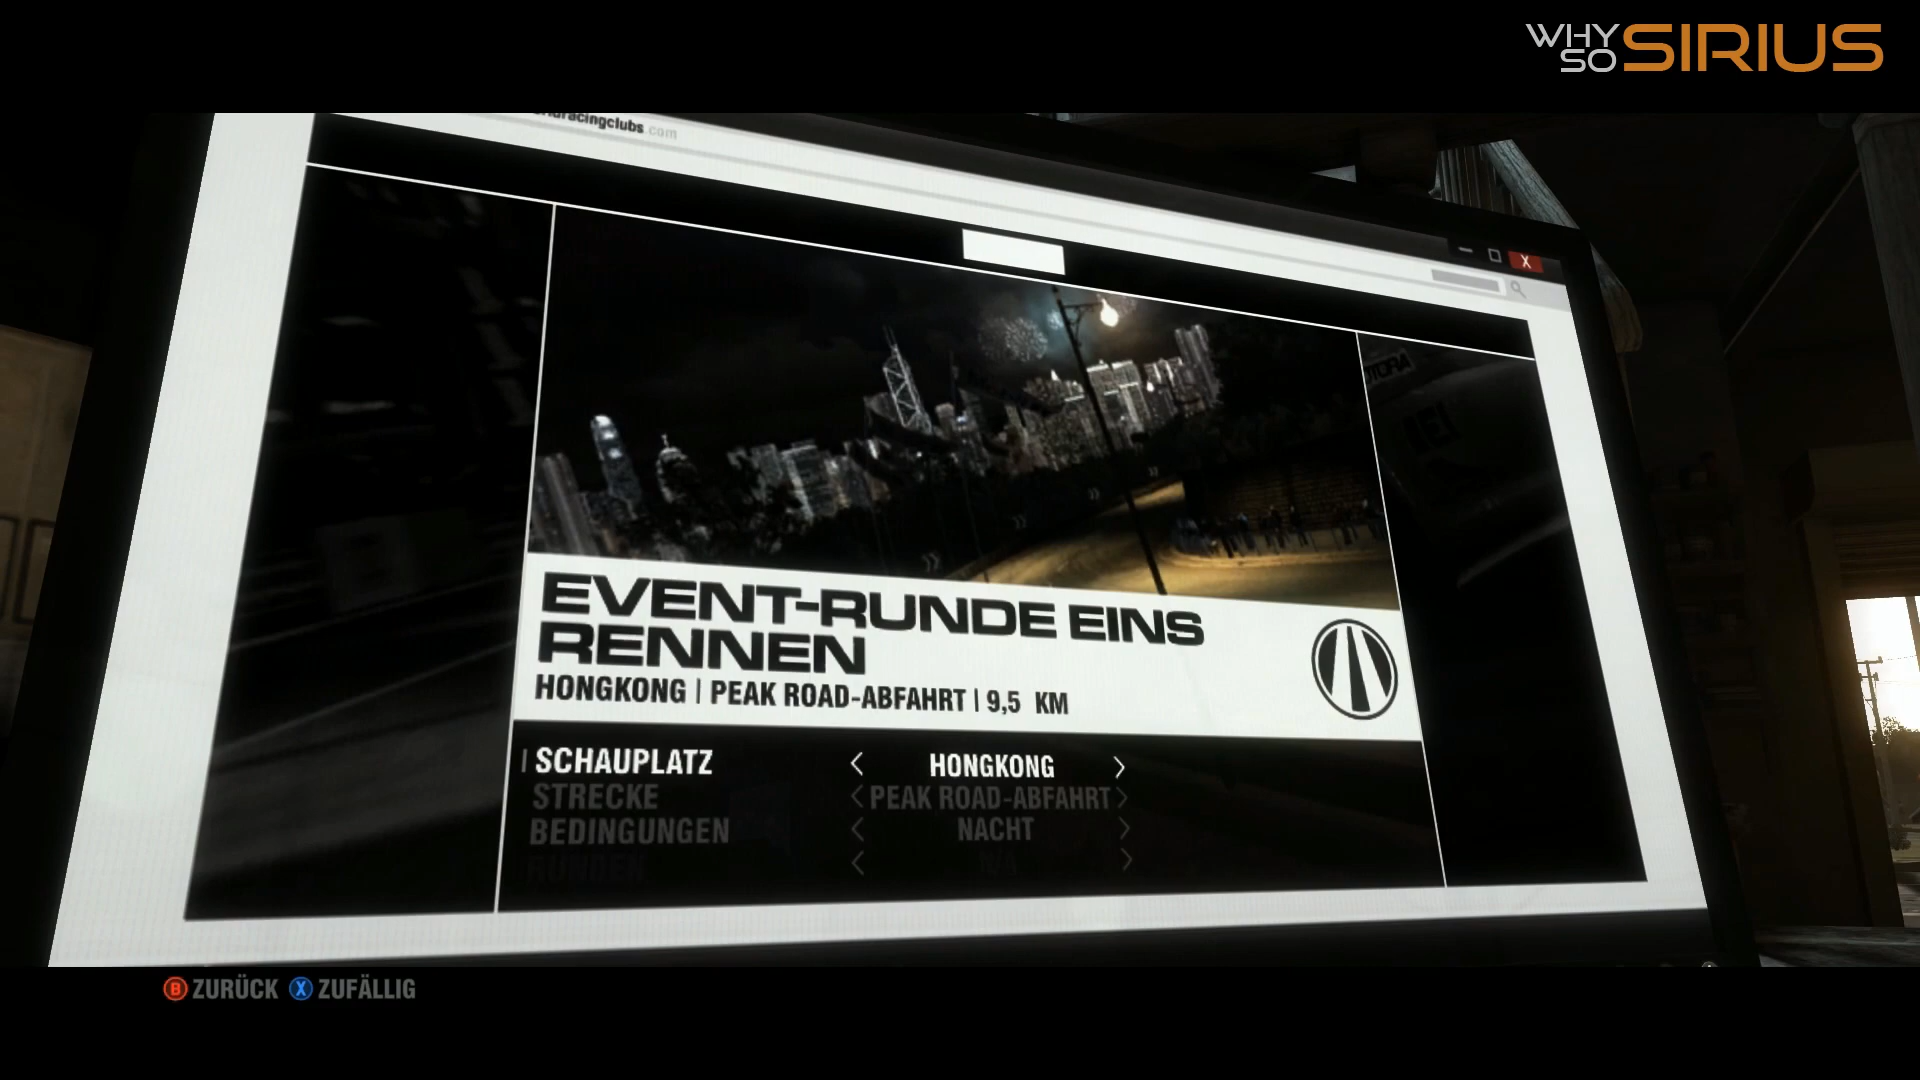 WHY
SO SIRIUS
racingclubs.com
X
EVENT-RUNDE EINS
RENNEN
HONGKONG | PEAK ROAD-ABFAHRT | 9,5 KM
SCHAUPLATZ < HONGKONG >
STRECKE < PEAK ROAD-ABFAHRT >
BEDINGUNGEN < NACHT >
RUNDEN < >
B ZURÜCK X ZUFÄLLIG